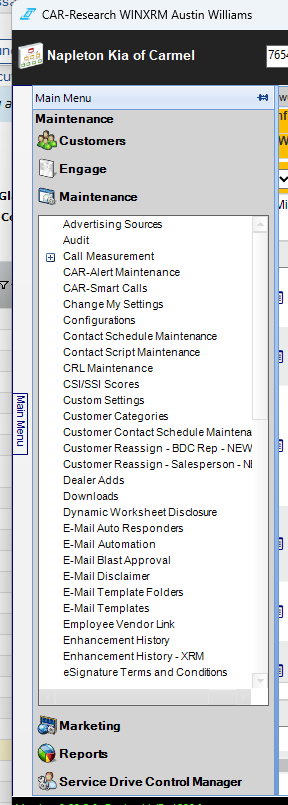 CAR-Research WINXRM Austin Williams
Napleton Kia of Carmel
7654
Main Menu
Maintenance
Customers
Engage
Maintenance
Advertising Sources
Audit
Call Measurement
CAR-Alert Maintenance
CAR-Smart Calls
Change My Settings
Configurations
Contact Schedule Maintenance
Contact Script Maintenance
CRL Maintenance
CSI/SSI Scores
Custom Settings
Customer Categories
Customer Contact Schedule Maintena
Customer Reassign - BDC Rep - NEW
Customer Reassign - Salesperson - NE
Dealer Adds
Downloads
Dynamic Worksheet Disclosure
E-Mail Auto Responders
E-Mail Automation
E-Mail Blast Approval
E-Mail Disclaimer
E-Mail Template Folders
E-Mail Templates
Employee Vendor Link
Enhancement History
Enhancement History - XRM
eSignature Terms and Conditions
Main Menu
Marketing
Reports
Service Drive Control Manager